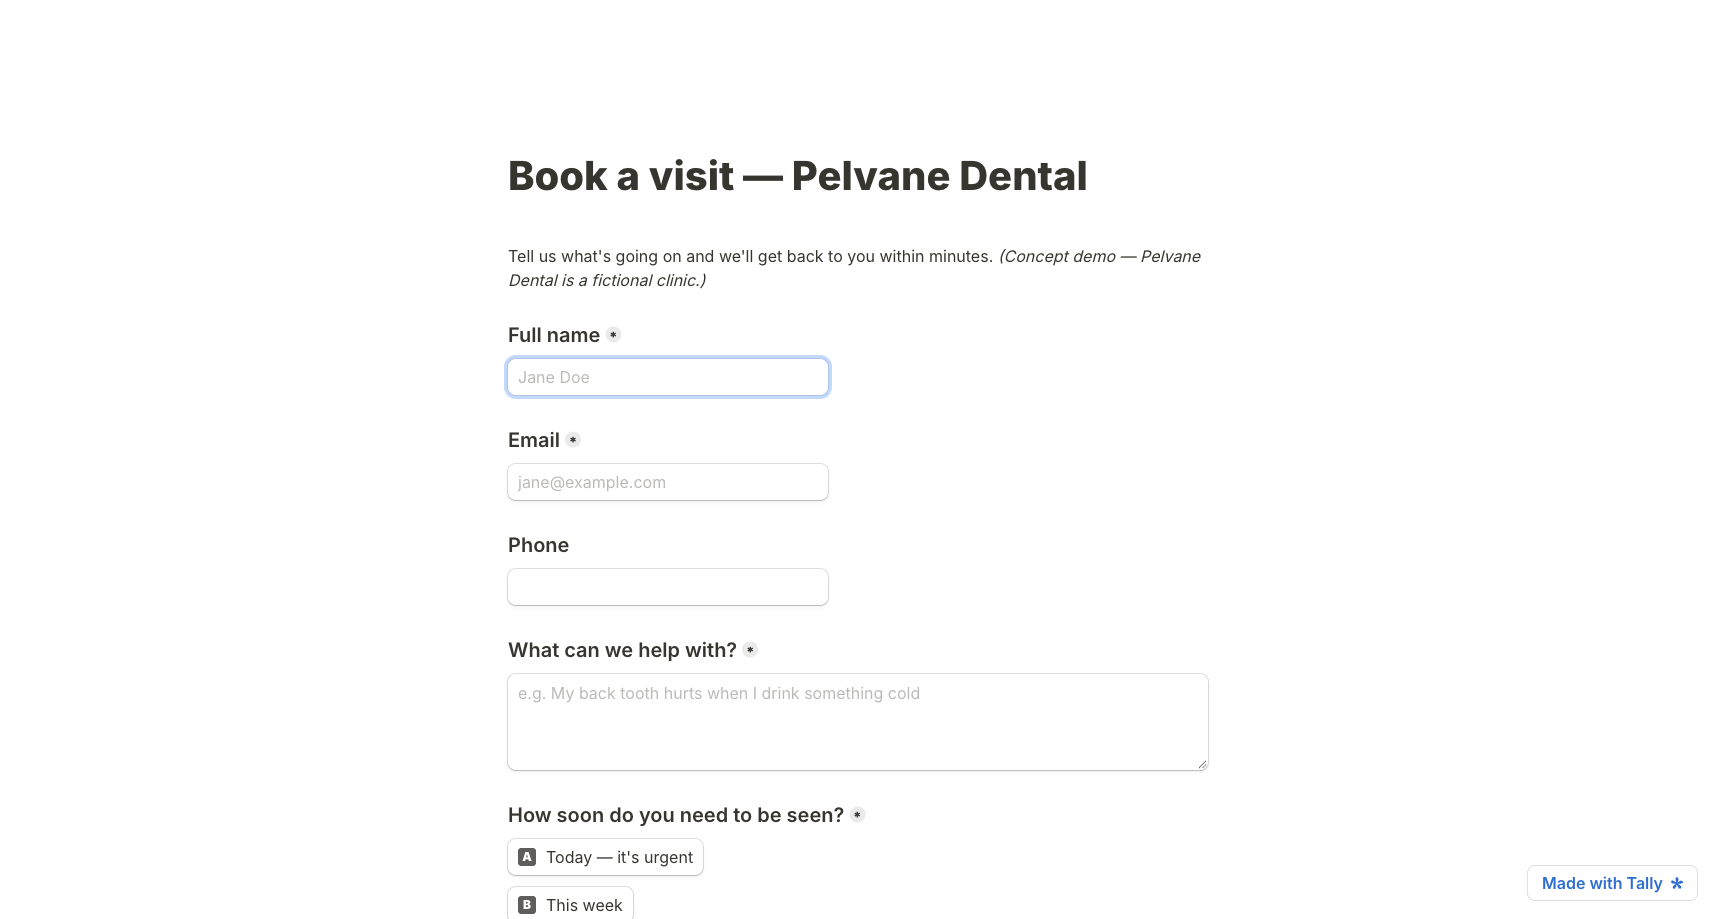 Book a visit — Pelvane Dental
Tell us what's going on and we'll get back to you within minutes. (Concept demo — Pelvane
Dental is a fictional clinic.)
Full name *
Jane Doe
Email *
jane@example.com
Phone
What can we help with? *
e.g. My back tooth hurts when I drink something cold
How soon do you need to be seen? *
A Today — it's urgent
B This week
Made with Tally *